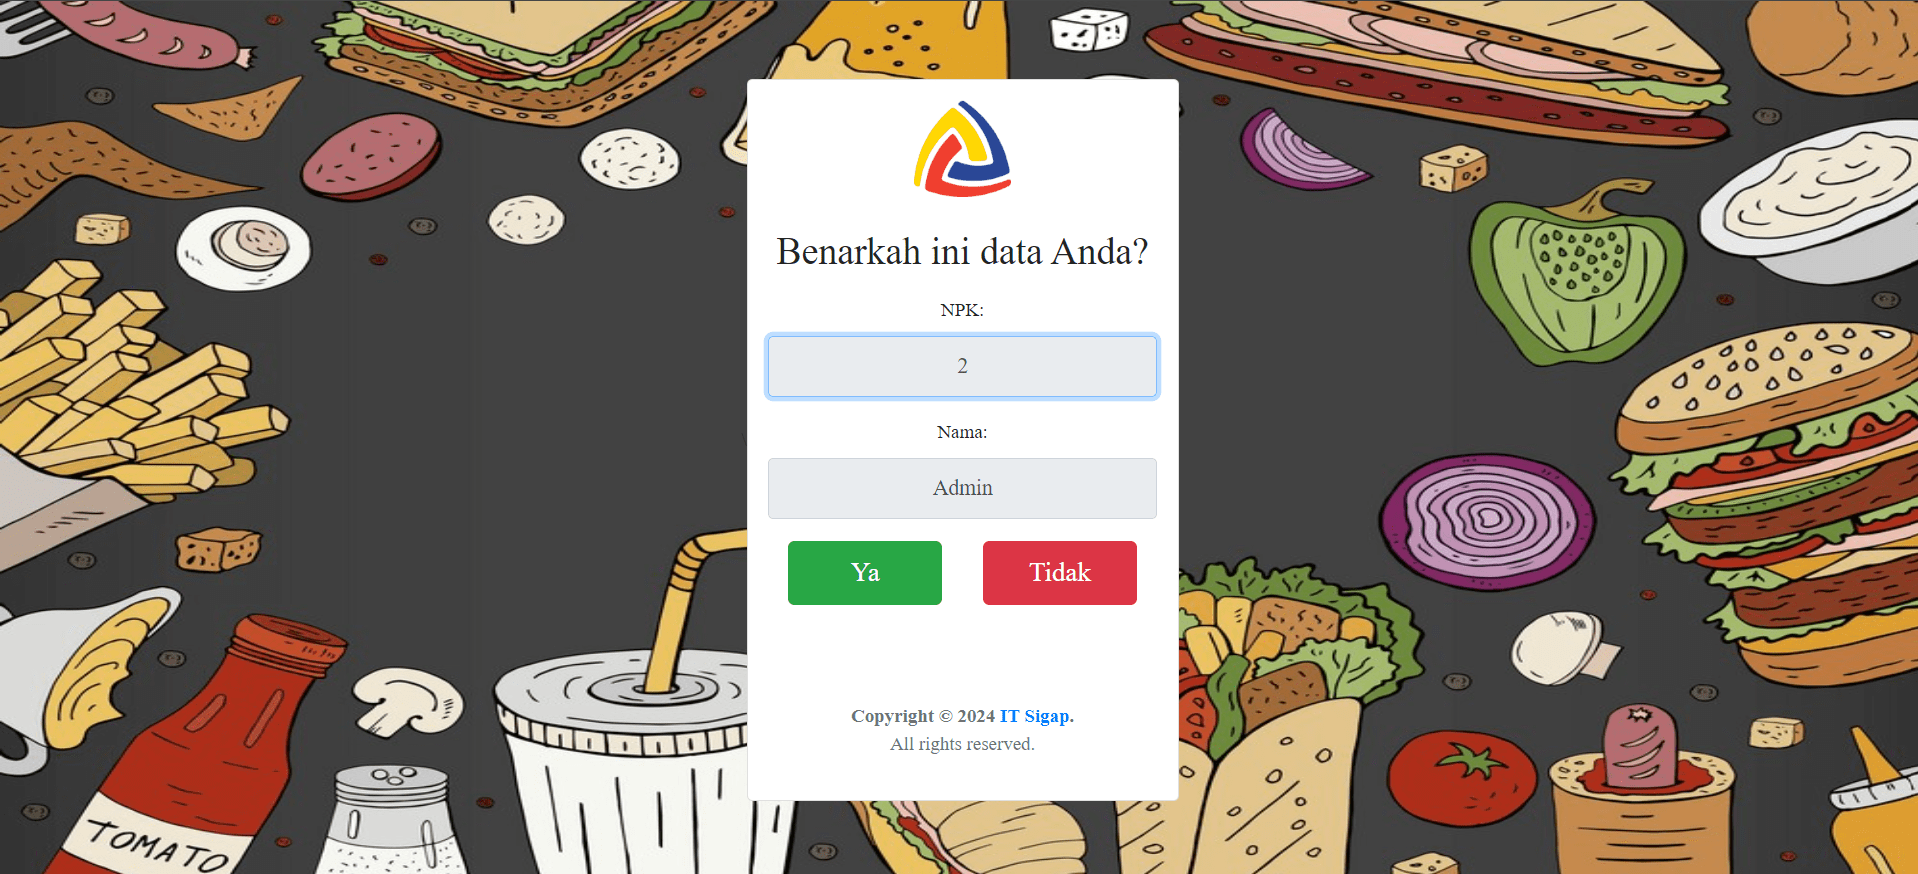 Benarkah ini data Anda?
NPK:
2
Nama:
Admin
Ya
Tidak
Copyright © 2024 IT Sigap.
All rights reserved.
TOMATO